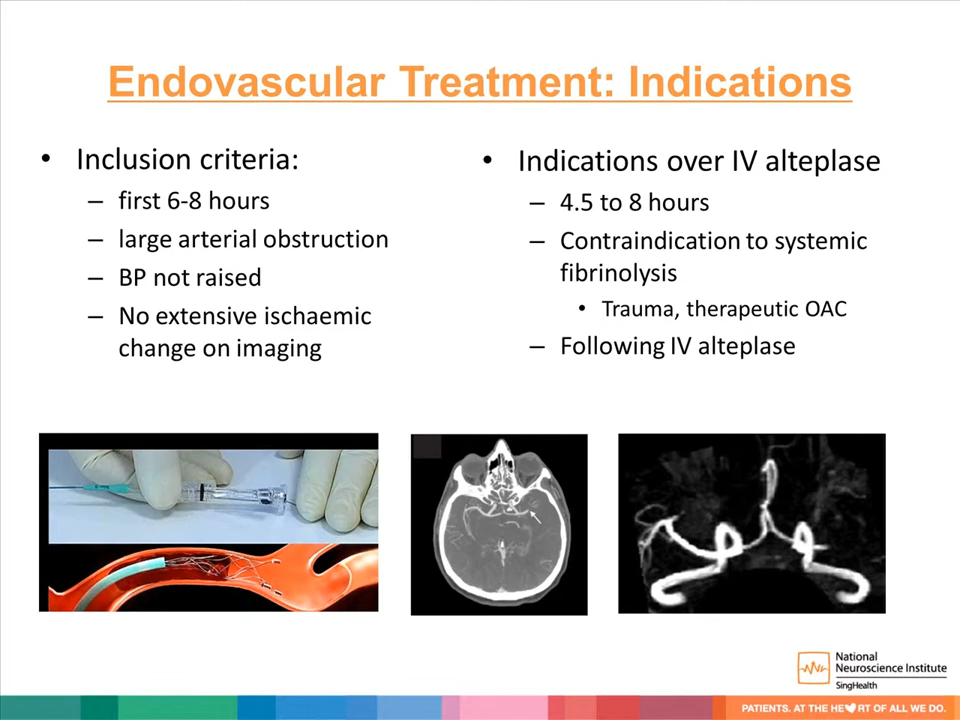 Endovascular Treatment: Indications
• Inclusion criteria:
– first 6-8 hours
– large arterial obstruction
– BP not raised
– No extensive ischaemic
change on imaging
• Indications over IV alteplase
– 4.5 to 8 hours
– Contraindication to systemic
fibrinolysis
• Trauma, therapeutic OAC
– Following IV alteplase
National
Neuroscience Institute
SingHealth
PATIENTS. AT THE HE♥RT OF ALL WE DO.